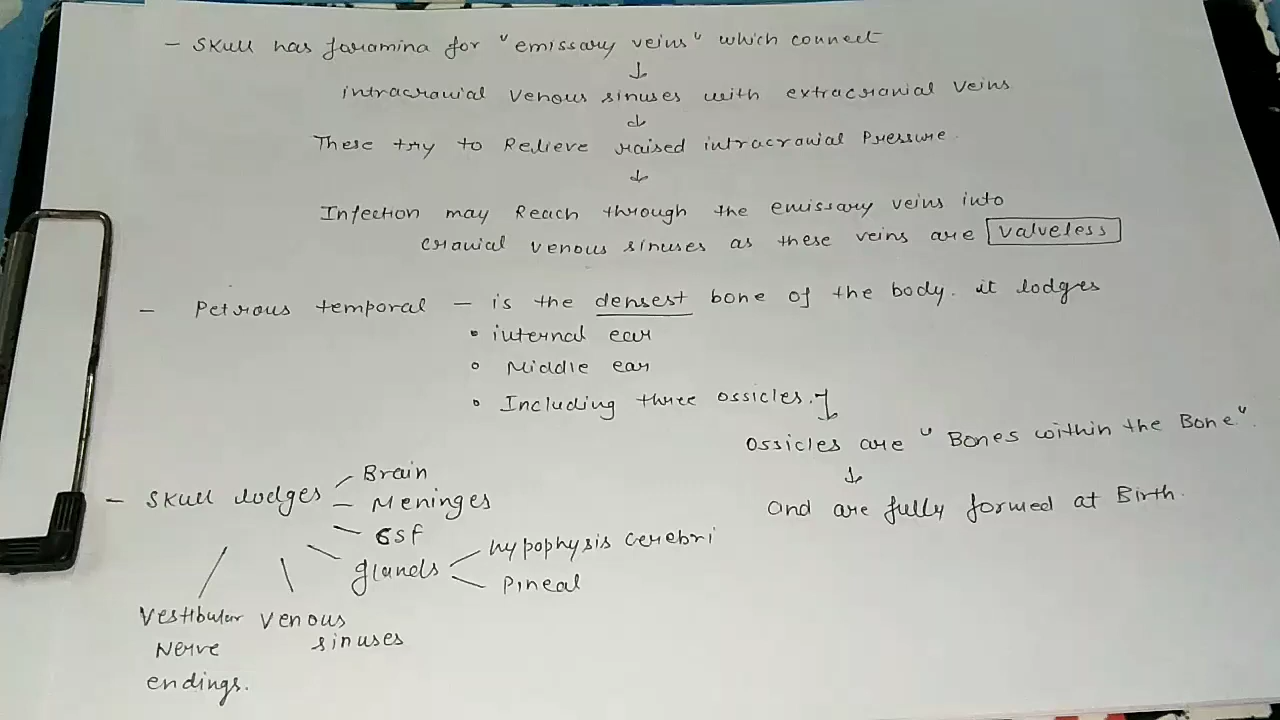 - Skull has foramina for "emissary veins" which connect
↓
intracranial venous sinuses with extracranial veins
↓
These try to Relieve raised intracranial Pressure.
↓
Infection may Reach through the emissary veins into
cranial venous sinuses as these veins are valveless
- Petrous temporal - is the densest bone of the body. it lodges
• internal ear
• Middle ear
• Including three ossicles.
↓
Ossicles are "Bones within the Bone".
↓
and are fully formed at Birth.
- Skull lodges
Brain
Meninges
CSF
glands
hypophysis cerebri
Pineal
Vestibular Nerve endings.
Venous sinuses